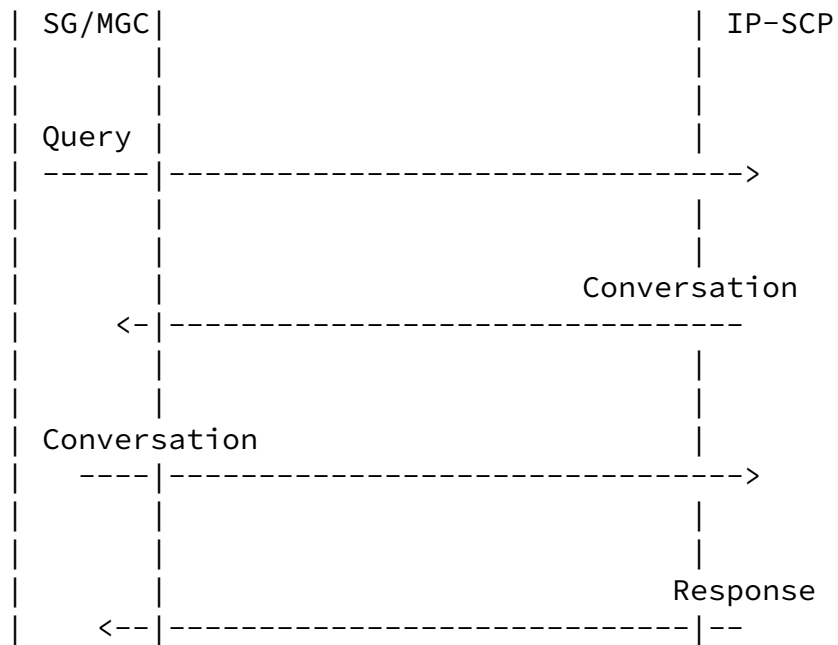 | SG/MGC|                             | IP-SCP
|       |                             |
|       |                             |
| Query |                             |
| ------|-------------------------------->
|       |                             |
|       |                             |
|       |                       Conversation
|     <-|--------------------------------
|       |                             |
|       |                             |
| Conversation                        |
|   ----|-------------------------------->
|       |                             |
|       |                             |
|       |                            Response
|    <--|-----------------------------|--